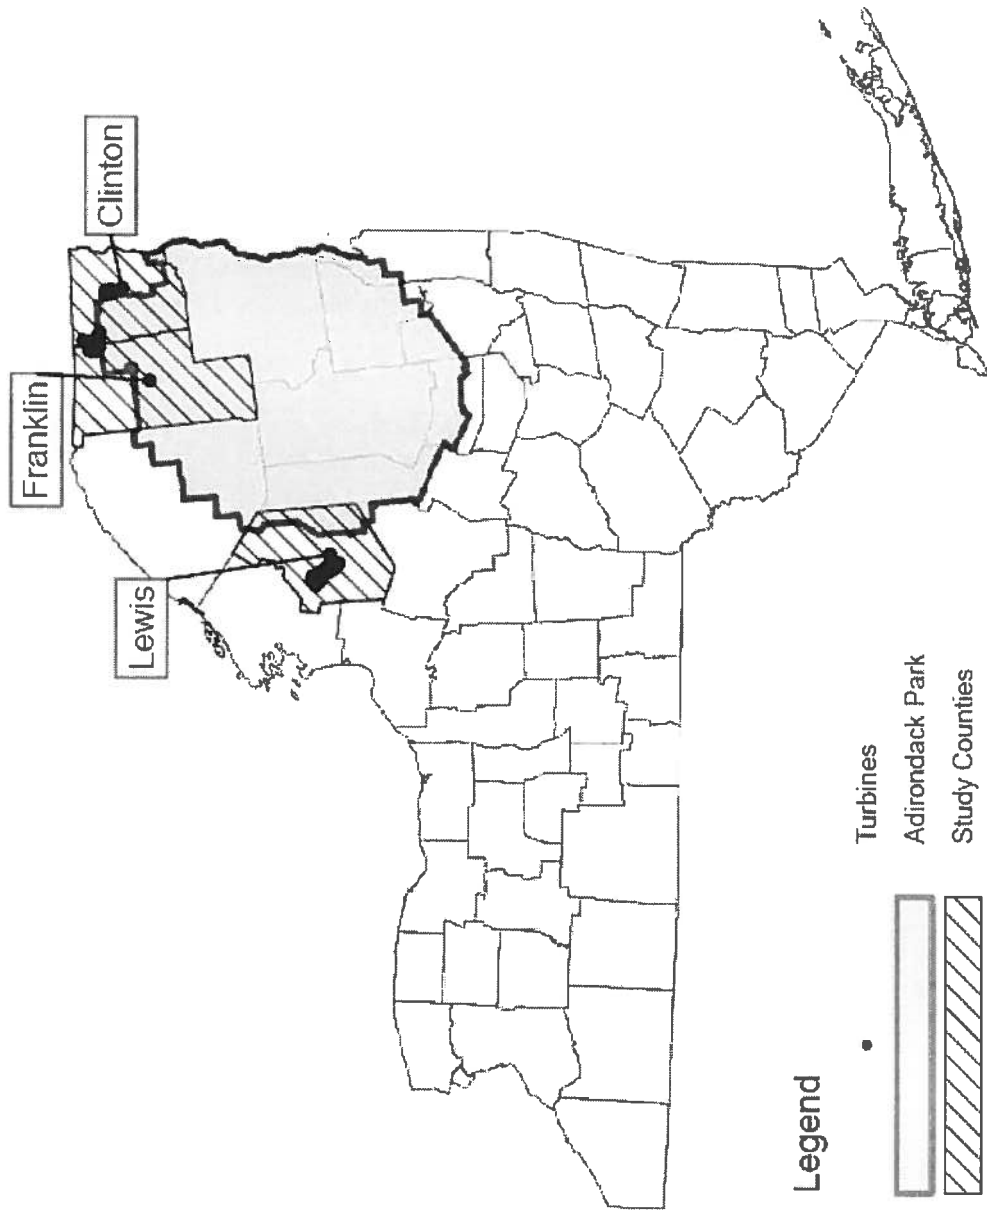 Franklin
Clinton
Lewis
Legend
Turbines
Adirondack Park
Study Counties